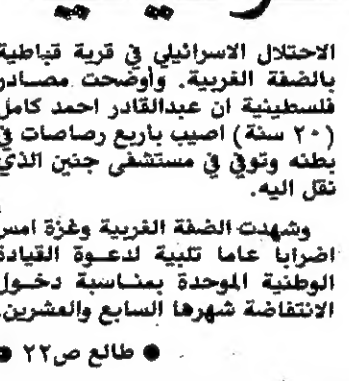 الاحتلال الاسرائيلي في قرية قباطية
بالضفة الغربية. وأوضحت مصادر
فلسطينية ان عبدالقادر احمد كامل
(٢٠ سنة) اصيب باربع رصاصات في
بطنه وتوفي في مستشفى جنين الذي
نقل اليه.
وشهدت الضفة الغربية وغزة امس
اضرابا عاما تلبية لدعوة القيادة
الوطنية الموحدة بمناسبة دخول
الانتفاضة شهرها السابع والعشرين.
● طالع ص٢٢ ●